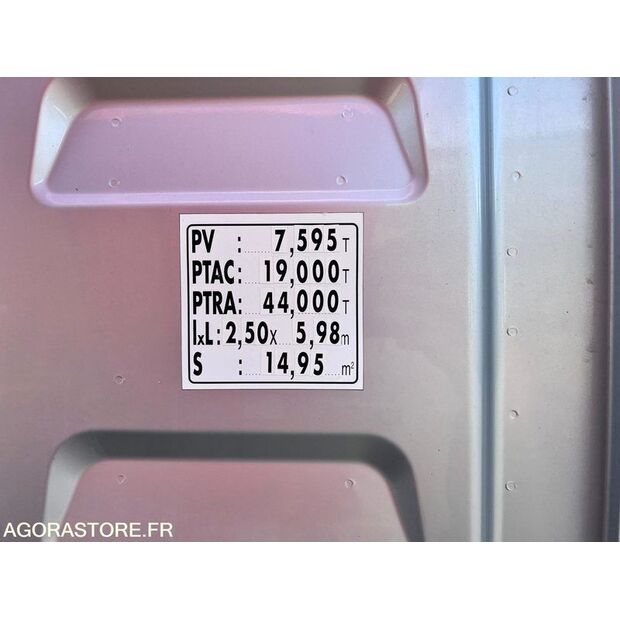 PV : 7,595 T
PTAC: 19,000 T
PTRA: 44,000 T
lxL: 2,50 x 5,98 m
S : 14,95 m²
AGORASTORE.FR